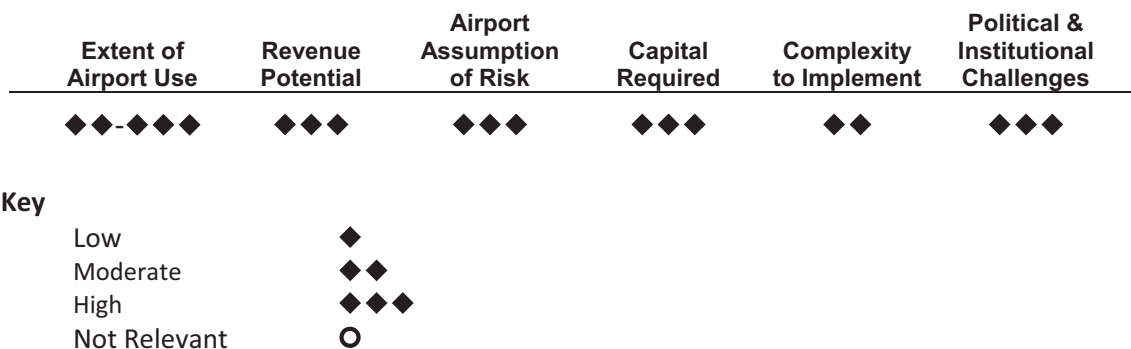 Extent of Airport Use
Revenue Potential
Airport Assumption of Risk
Capital Required
Complexity to Implement
Political & Institutional Challenges
◆◆-◆◆◆ ◆◆◆ ◆◆◆ ◆◆◆ ◆◆ ◆◆◆
Key
Low ◆
Moderate ◆◆
High ◆◆◆
Not Relevant O